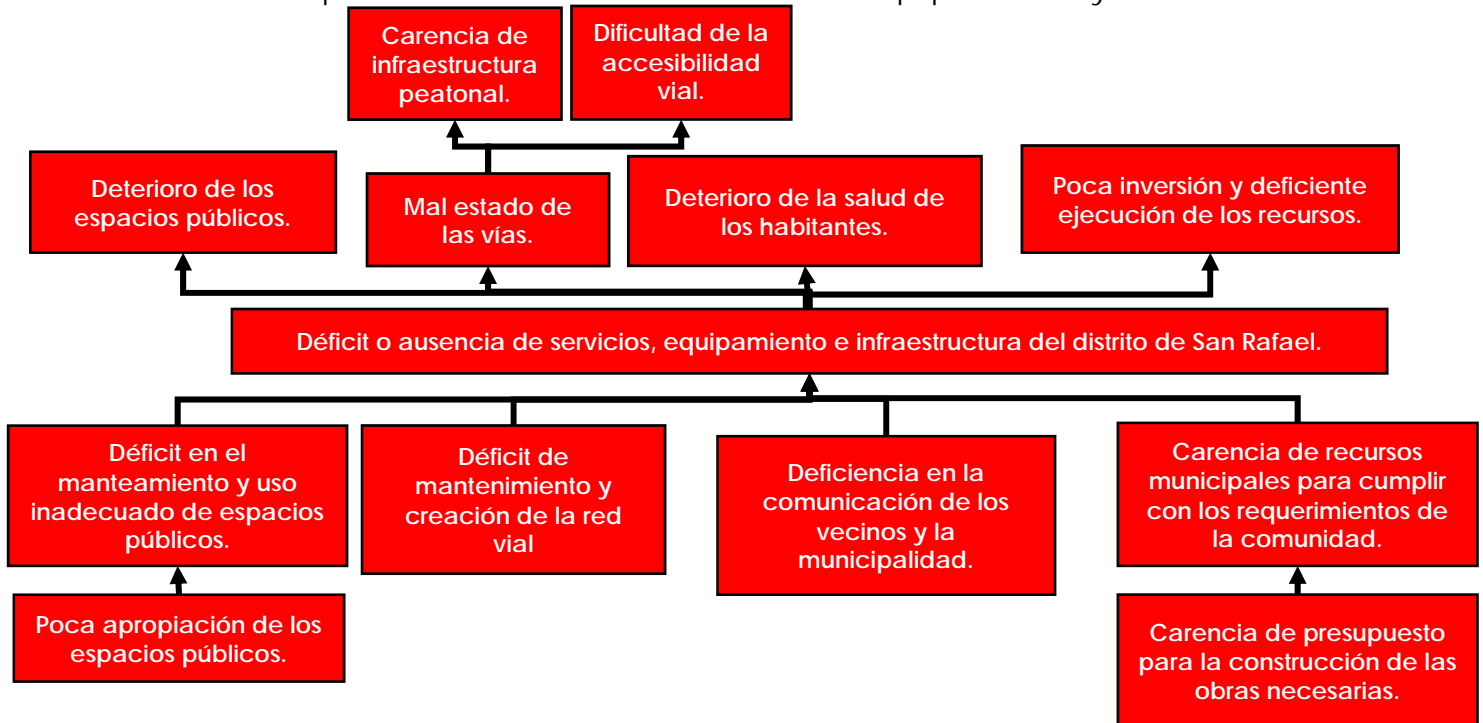 Carencia de
infraestructura
peatonal.
Dificultad de la
accesibilidad
vial.
Deterioro de los
espacios públicos.
Mal estado de
las vías.
Deterioro de la salud de
los habitantes.
Poca inversión y deficiente
ejecución de los recursos.
Déficit o ausencia de servicios, equipamiento e infraestructura del distrito de San Rafael.
Déficit en el
manteamiento y uso
inadecuado de espacios
públicos.
Déficit de
mantenimiento y
creación de la red
vial
Deficiencia en la
comunicación de los
vecinos y la
municipalidad.
Carencia de recursos
municipales para cumplir
con los requerimientos de
la comunidad.
Poca apropiación de los
espacios públicos.
Carencia de presupuesto
para la construcción de las
obras necesarias.